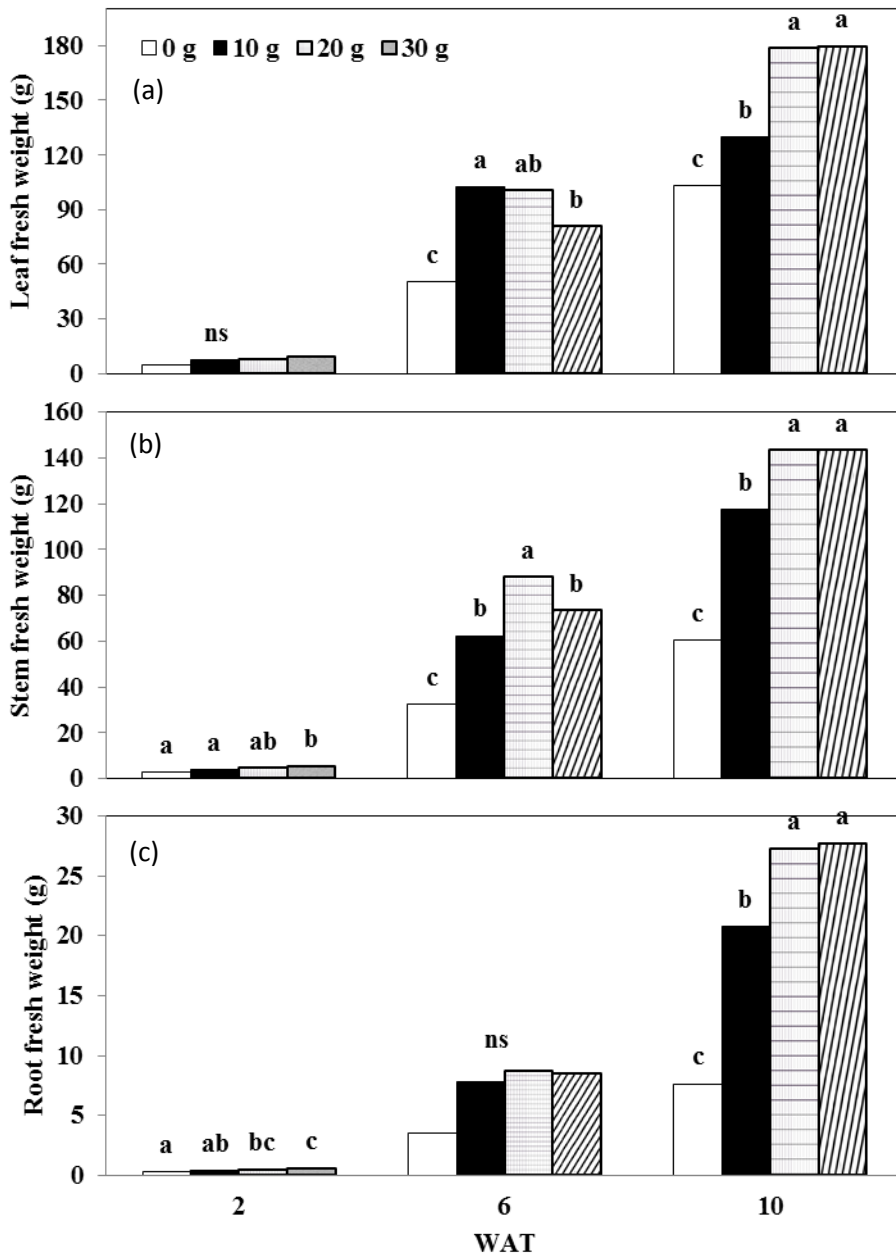 180
150
120
90
60
30
0
Leaf fresh weight (g)
0 g 10 g 20 g 30 g
(a)
ns
c a ab b
c b a a
160
140
120
100
80
60
40
20
0
Stem fresh weight (g)
(b)
a a ab b
c b a b
c b a a
30
25
20
15
10
5
0
Root fresh weight (g)
(c)
a ab bc c
ns
c b a a
2 6 10
WAT